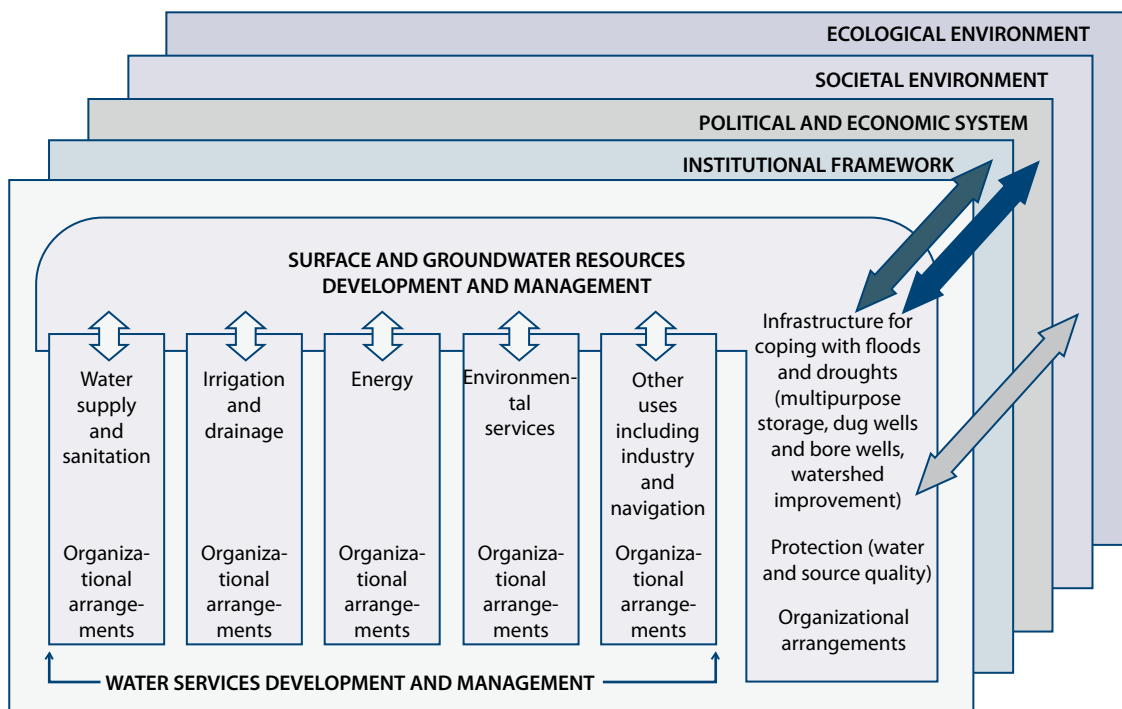 ECOLOGICAL ENVIRONMENT
SOCIETAL ENVIRONMENT
POLITICAL AND ECONOMIC SYSTEM
INSTITUTIONAL FRAMEWORK
SURFACE AND GROUNDWATER RESOURCES
DEVELOPMENT AND MANAGEMENT
Water
supply
and
sanitation
Organiza-
tional
arrange-
ments
Irrigation
and
drainage
Organiza-
tional
arrange-
ments
Energy
Organiza-
tional
arrange-
ments
Environmen-
tal
services
Organiza-
tional
arrange-
ments
Other
uses
including
industry
and
navigation
Organiza-
tional
arrange-
ments
Infrastructure for
coping with floods
and droughts
(multipurpose
storage, dug wells
and bore wells,
watershed
improvement)
Protection (water
and source quality)
Organizational
arrangements
WATER SERVICES DEVELOPMENT AND MANAGEMENT